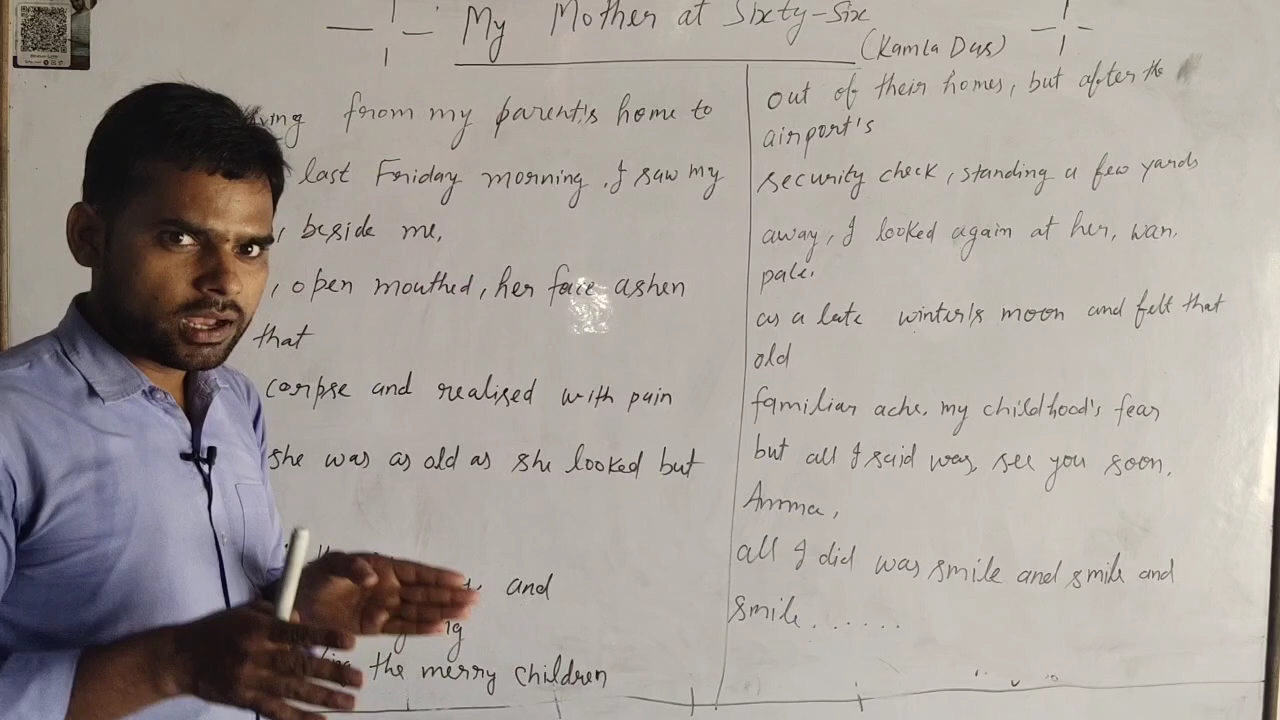 My Mother at Sixty-Six
(Kamla Das)
from my parent's home to
last Friday morning, I saw my
beside me,
, open mouthed, her face ashen
that
corpse and realised with pain
she was as old as she looked but
and
the merry children
out of their homes, but after the
airport's
security check, standing a few yards
away, I looked again at her, wan,
pale,
as a late winter's moon and felt that
old
familiar ache, my childhood's fear
but all I said was, see you soon,
Amma,
all I did was smile and smile and
smile......